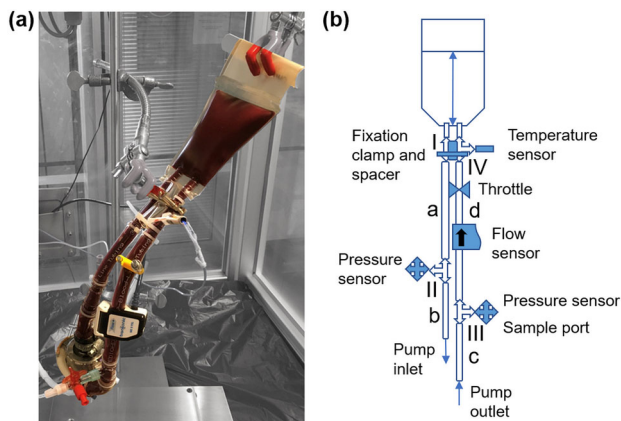 (a)
(b)
I
Fixation
clamp and
spacer
Temperature
sensor
IV
Throttle
a
d
Flow
sensor
Pressure
sensor
II
Pressure sensor
b
III
Sample port
Pump
inlet
c
Pump
outlet